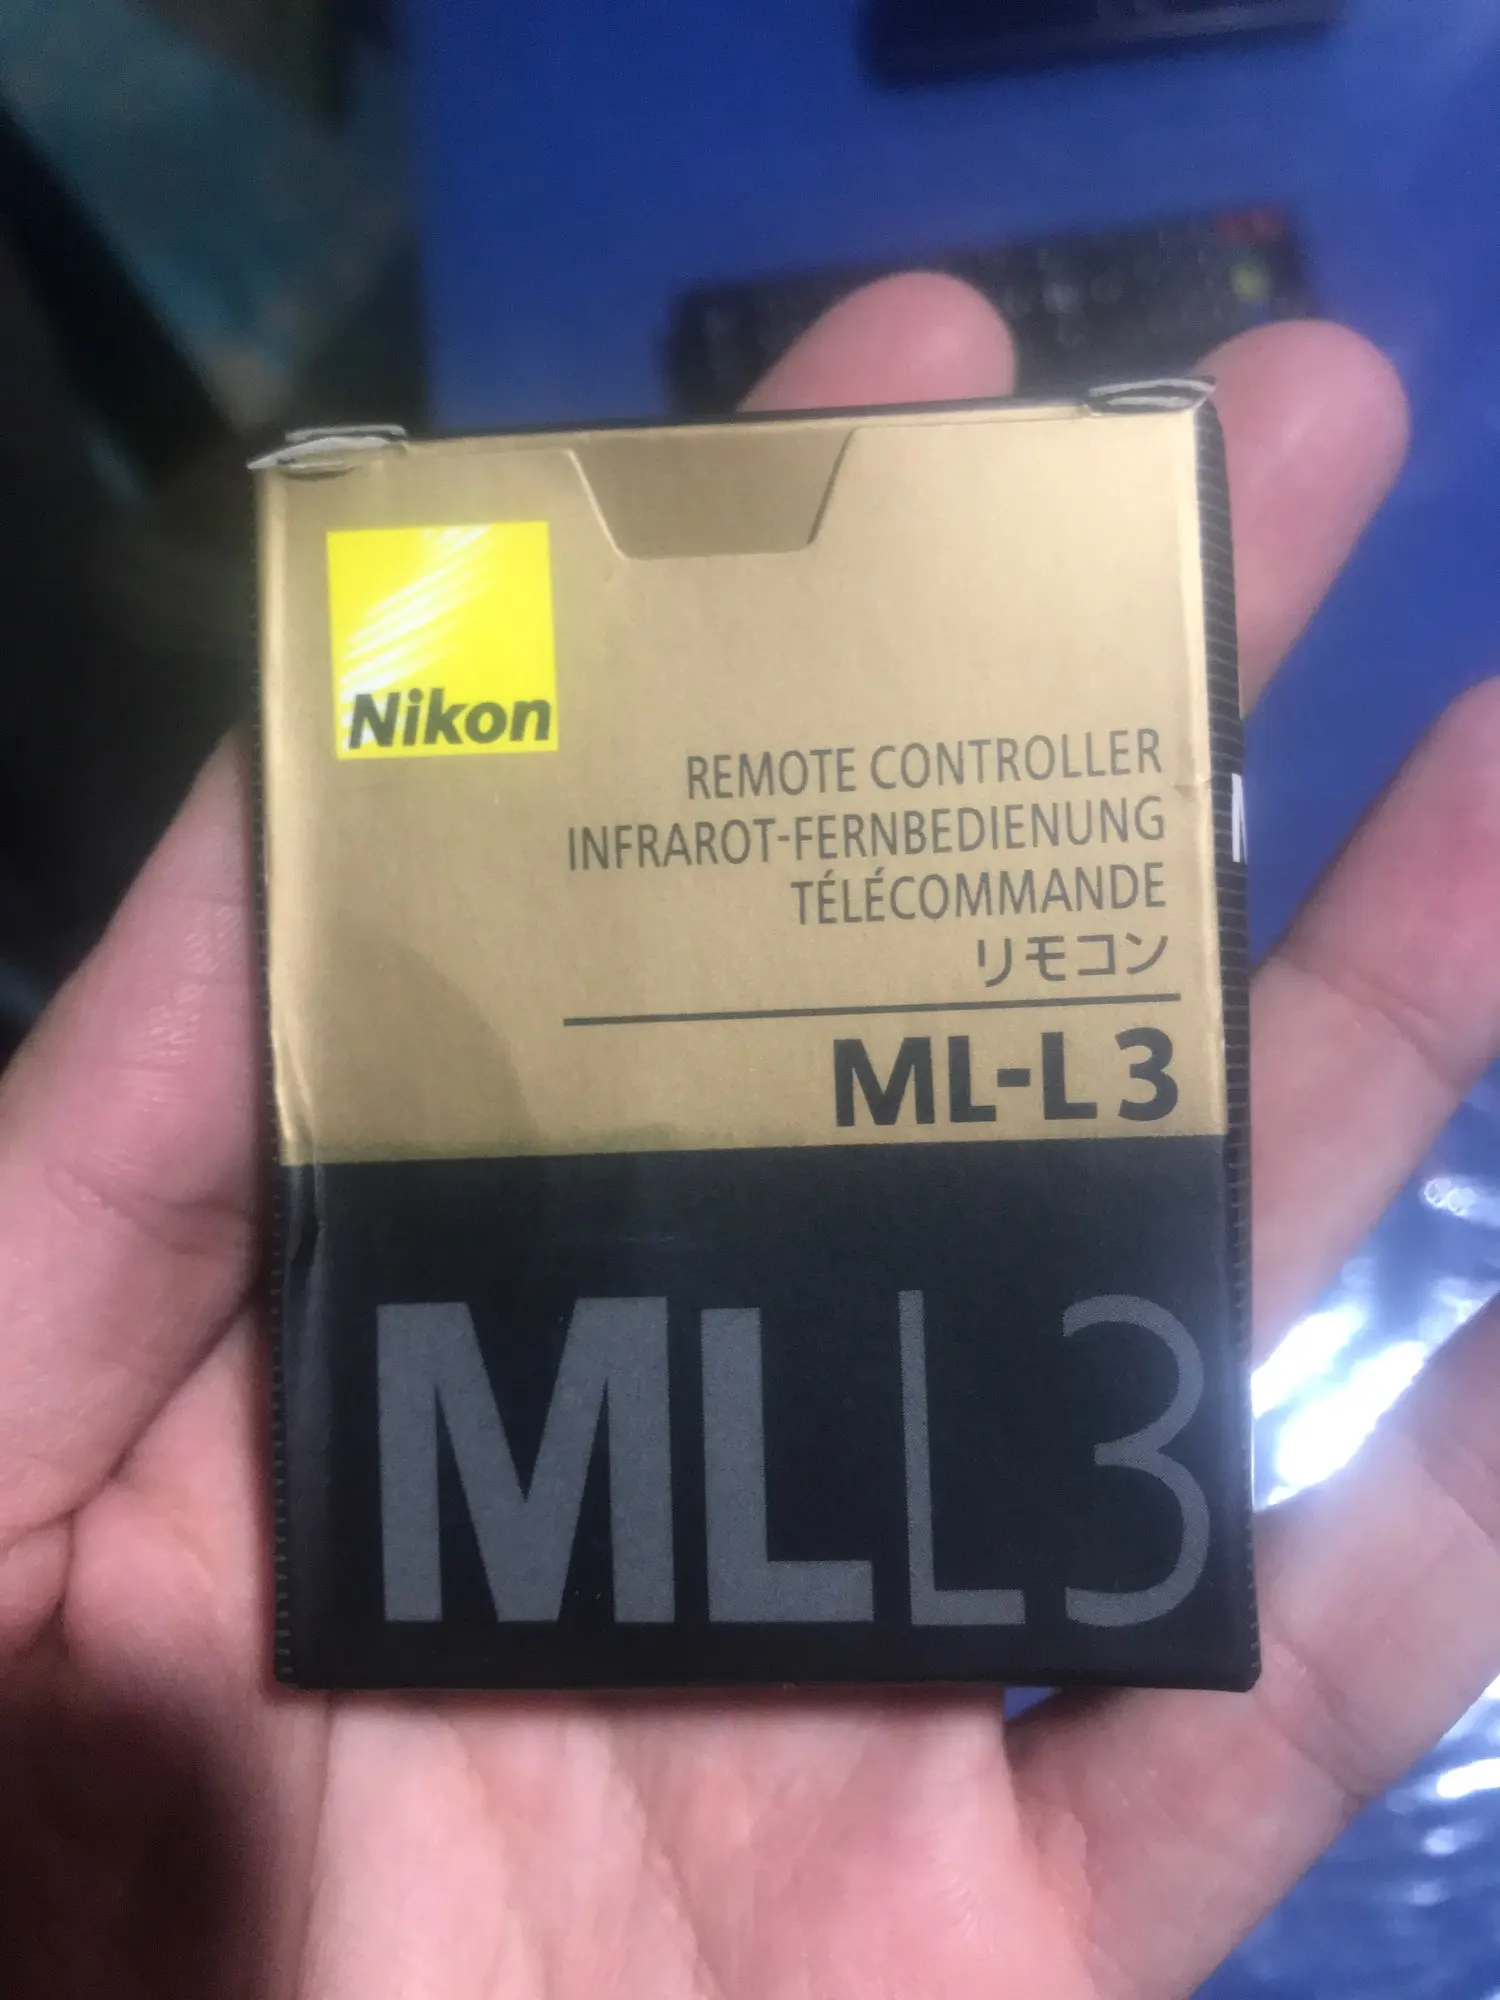 Nikon
REMOTE CONTROLLER
INFRAROT-FERNBEDIENUNG
TÉLÉCOMMANDE
リモコン
ML-L3
MLL3